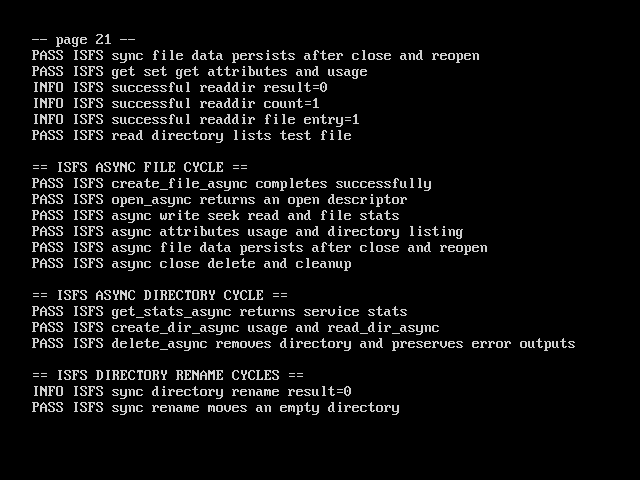 -- page 21 --
PASS ISFS sync file data persists after close and reopen
PASS ISFS get set get attributes and usage
INFO ISFS successful readdir result=0
INFO ISFS successful readdir count=1
INFO ISFS successful readdir file entry=1
PASS ISFS read directory lists test file
== ISFS ASYNC FILE CYCLE ==
PASS ISFS create_file_async completes successfully
PASS ISFS open_async returns an open descriptor
PASS ISFS async write seek read and file stats
PASS ISFS async attributes usage and directory listing
PASS ISFS async file data persists after close and reopen
PASS ISFS async close delete and cleanup
== ISFS ASYNC DIRECTORY CYCLE ==
PASS ISFS get_stats_async returns service stats
PASS ISFS create_dir_async usage and read_dir_async
PASS ISFS delete_async removes directory and preserves error outputs
== ISFS DIRECTORY RENAME CYCLES ==
INFO ISFS sync directory rename result=0
PASS ISFS sync rename moves an empty directory